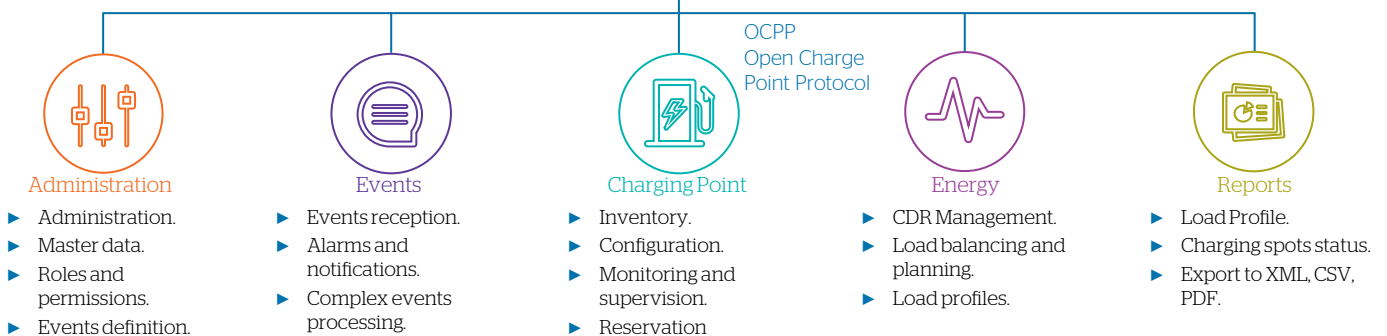 OCPP
Open Charge
Point Protocol
Administration
► Administration.
► Master data.
► Roles and
permissions.
► Events definition.
Events
► Events reception.
► Alarms and
notifications.
► Complex events
processing.
Charging Point
► Inventory.
► Configuration.
► Monitoring and
supervision.
► Reservation
Energy
► CDR Management.
► Load balancing and
planning.
► Load profiles.
Reports
► Load Profile.
► Charging spots status.
► Export to XML, CSV,
PDF.